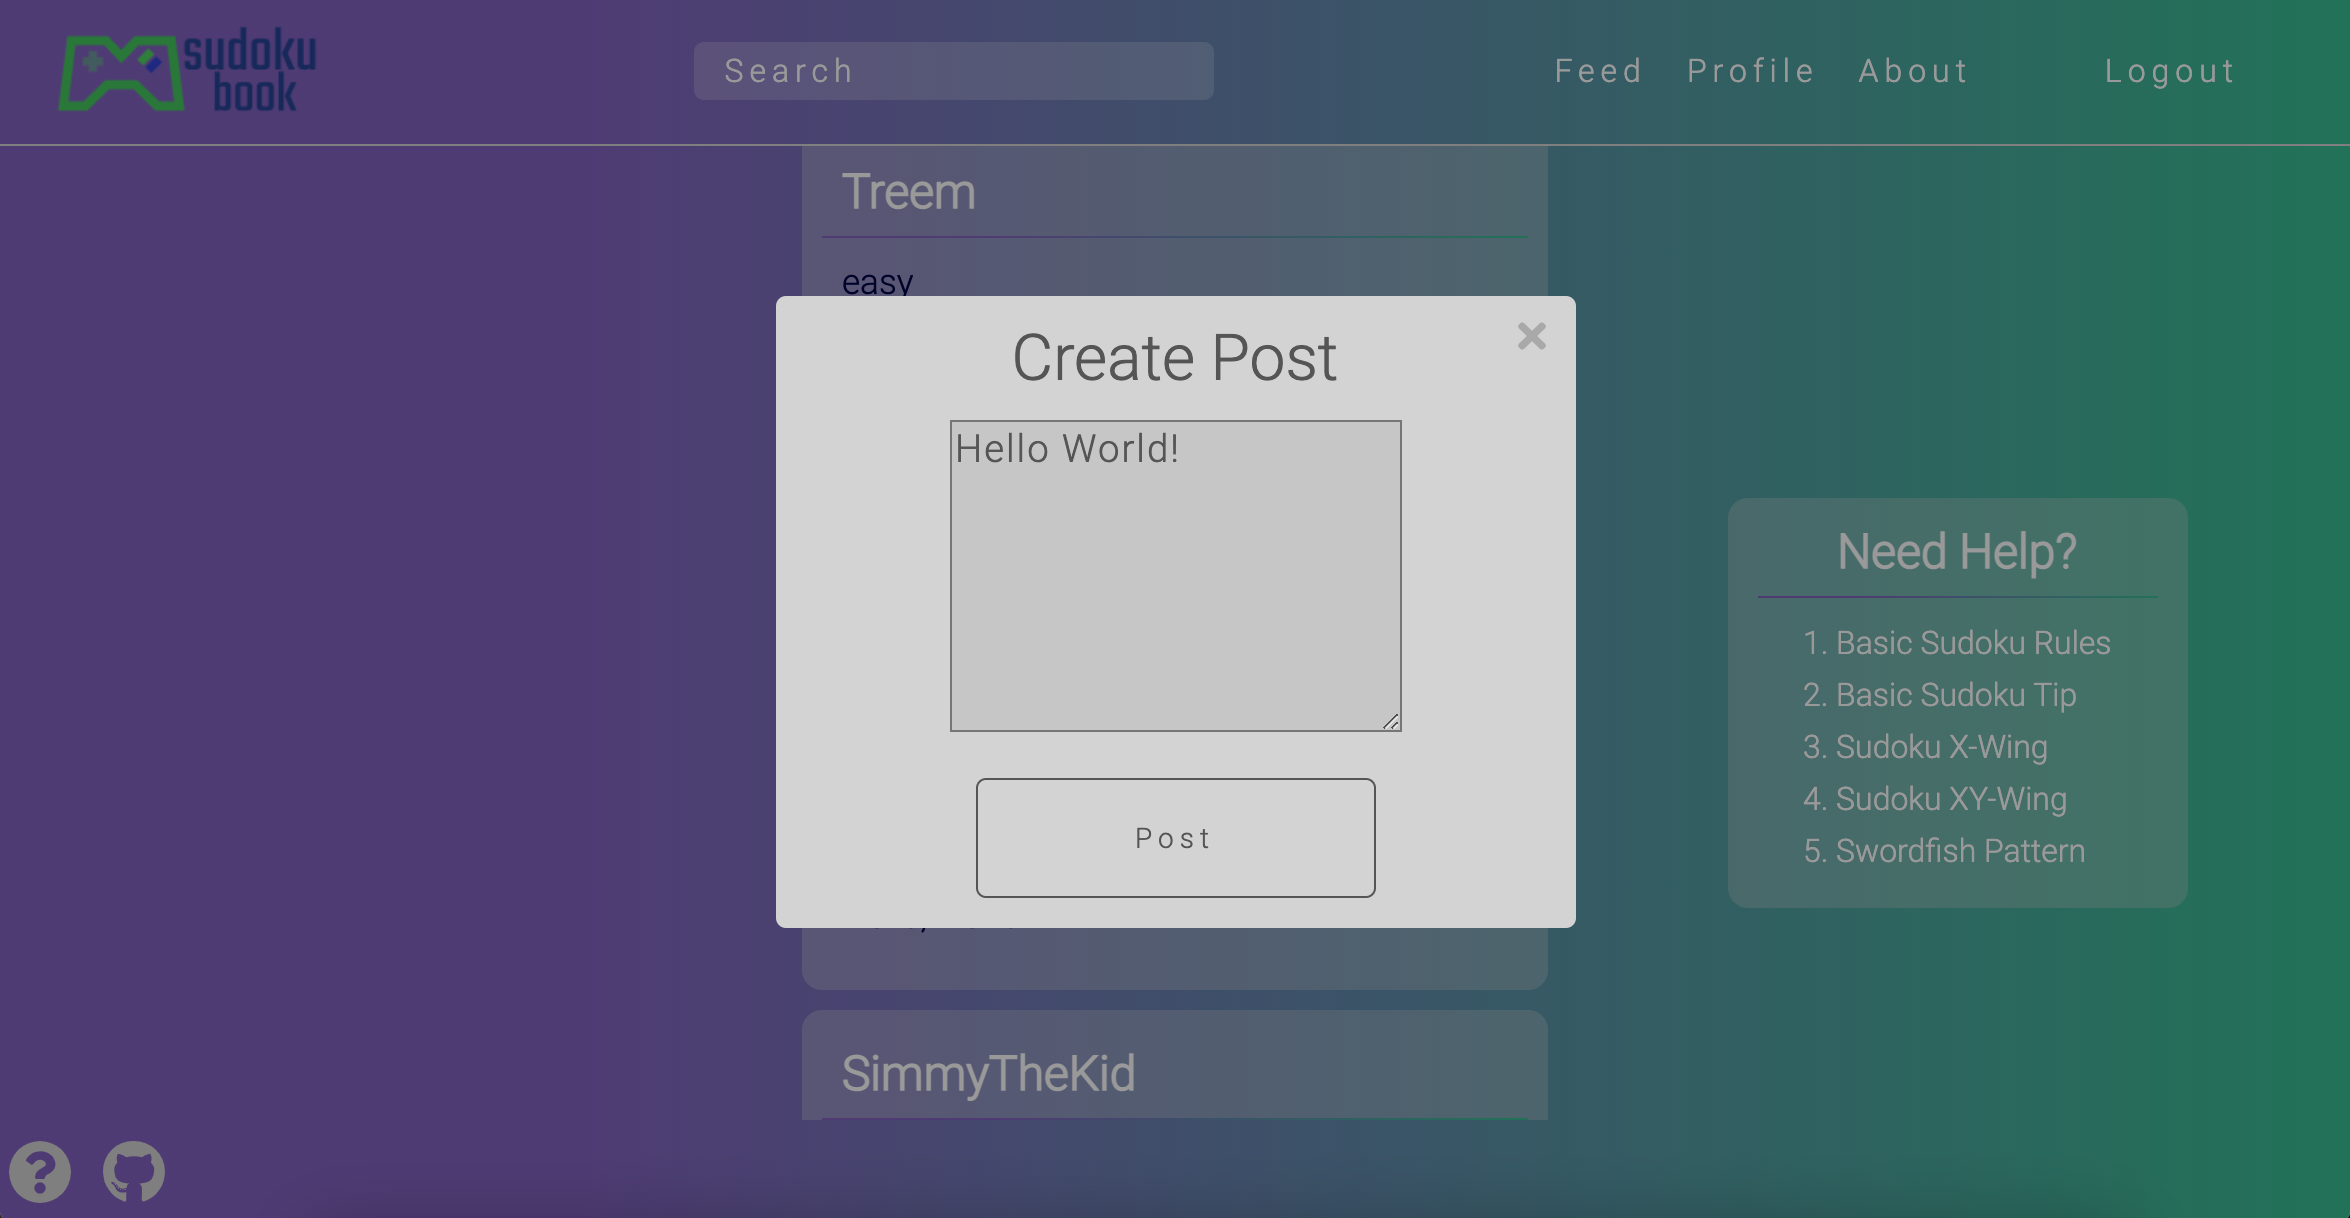 sudoku
book
Search
Feed
Profile
About
Logout
Treem
easy
Create Post
Hello World!
Post
SimmyTheKid
Need Help?
1. Basic Sudoku Rules
2. Basic Sudoku Tip
3. Sudoku X-Wing
4. Sudoku XY-Wing
5. Swordfish Pattern